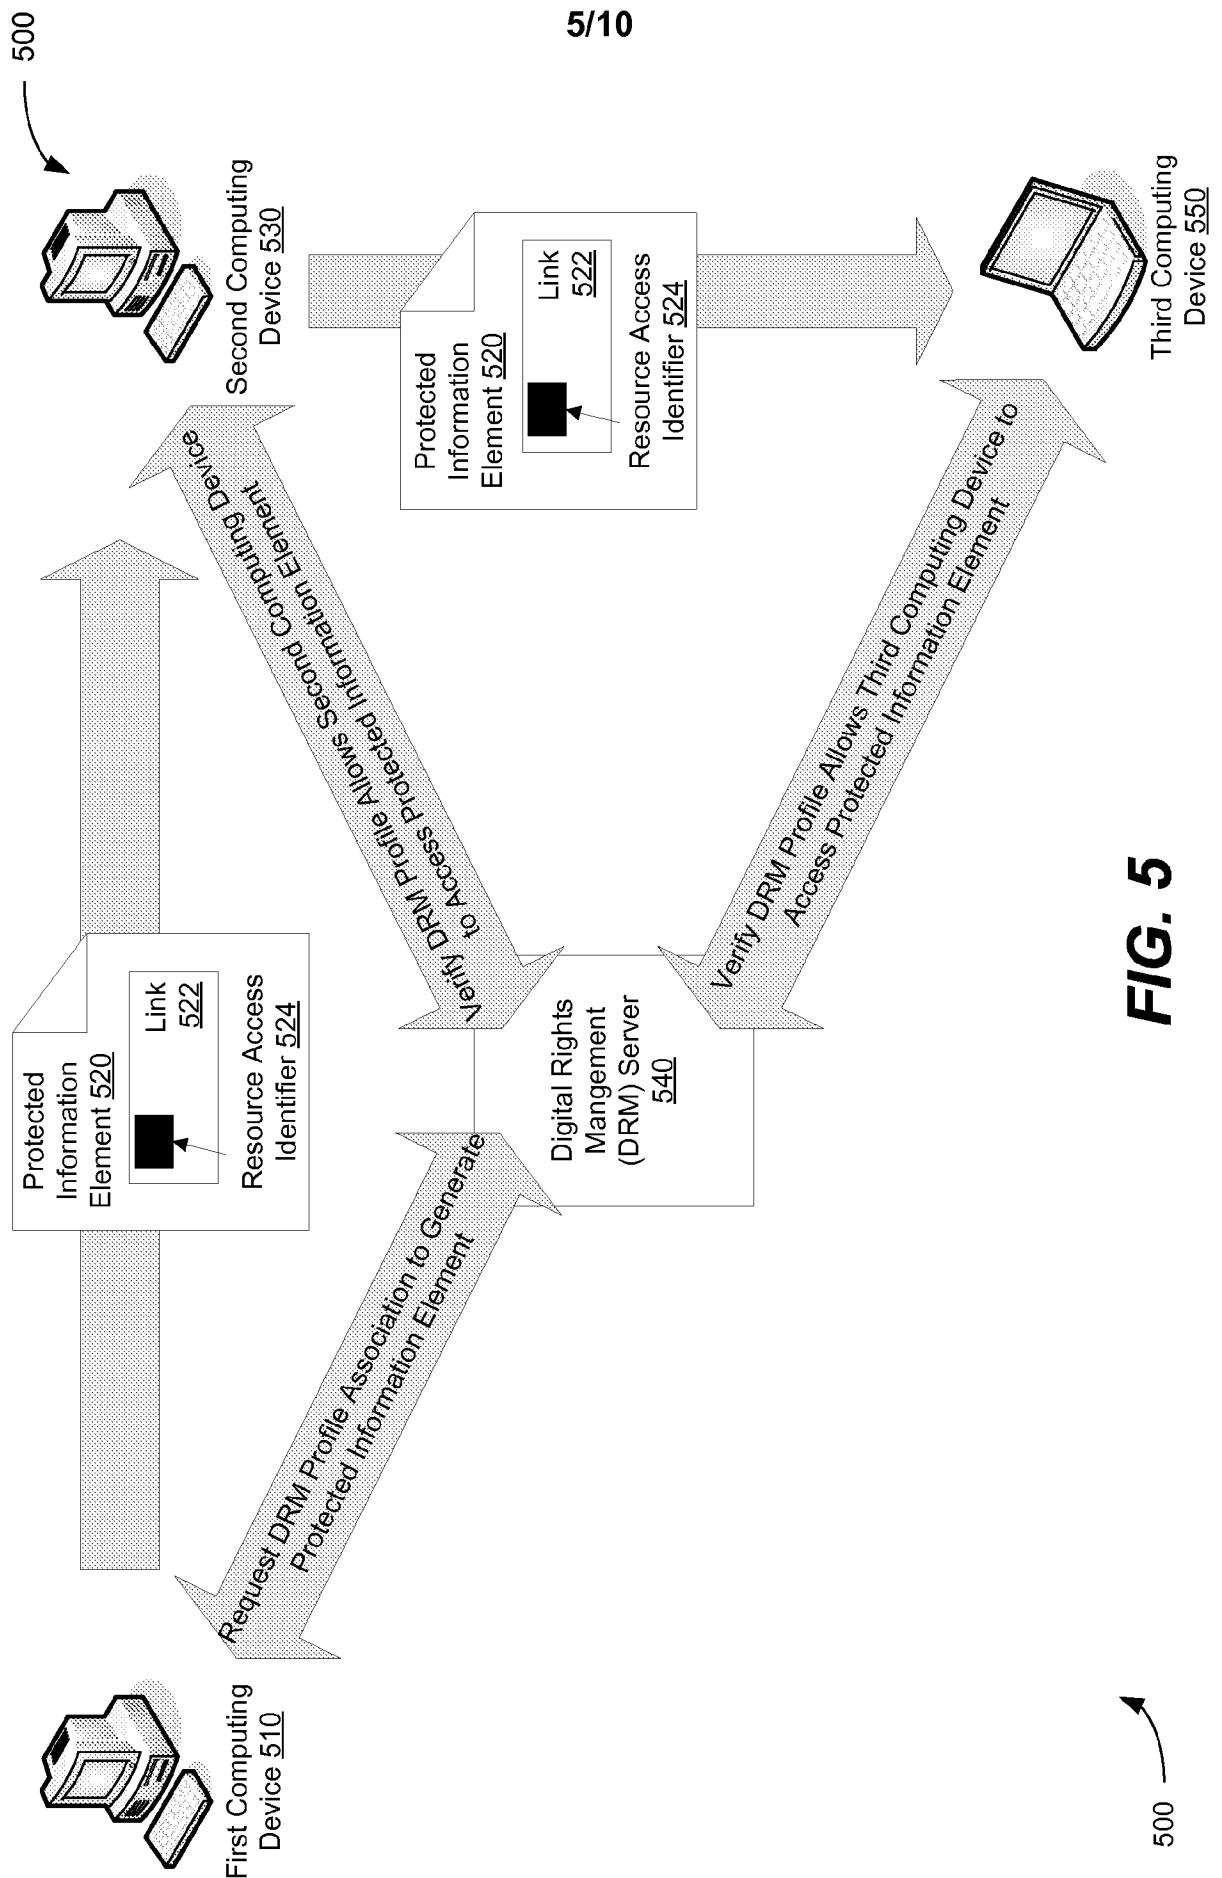 5/10
500
First Computing
Device 510
Protected
Information
Element 520
Link
522
Resource Access
Identifier 524
Second Computing
Device 530
Request DRM Profile Association to Generate
Protected Information Element
Verify DRM Profile Allows Second Computing Device
to Access Protected Information Element
Protected
Information
Element 520
Link
522
Resource Access
Identifier 524
Digital Rights
Mangement
(DRM) Server
540
Verify DRM Profile Allows Third Computing Device to
Access Protected Information Element
Third Computing
Device 550
500
FIG. 5